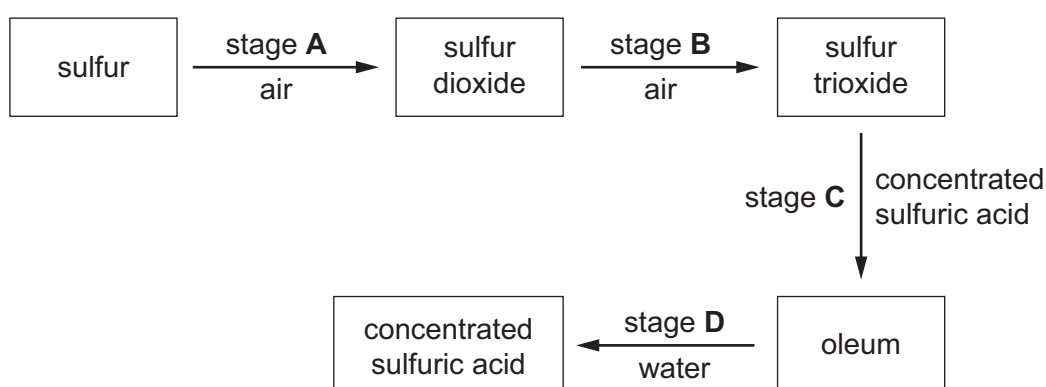 sulfur
stage A
air
sulfur
dioxide
stage B
air
sulfur
trioxide
stage C
concentrated
sulfuric acid
oleum
stage D
water
concentrated
sulfuric acid